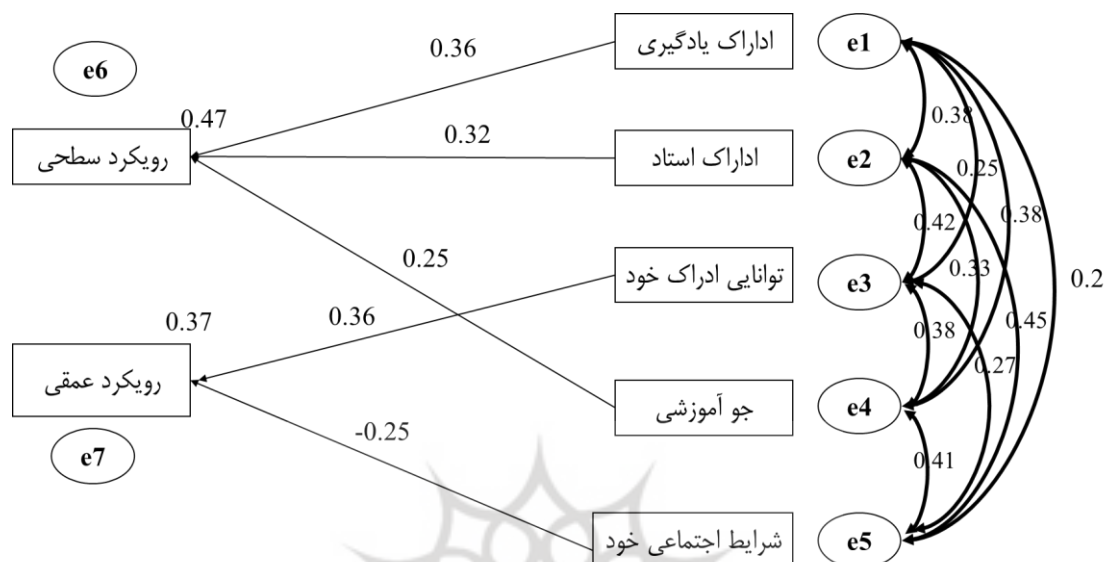 اداراک یادگیری
e1
e6
0.36
0.47
0.38
رویکرد سطحی
0.32
اداراک استاد
e2
0.25
0.42
0.38
0.25
توانایی ادراک خود
e3
0.33
0.2
0.37
0.36
0.38
0.45
0.27
رویکرد عمقی
جو آموزشی
e4
e7
-0.25
0.41
شرایط اجتماعی خود
e5